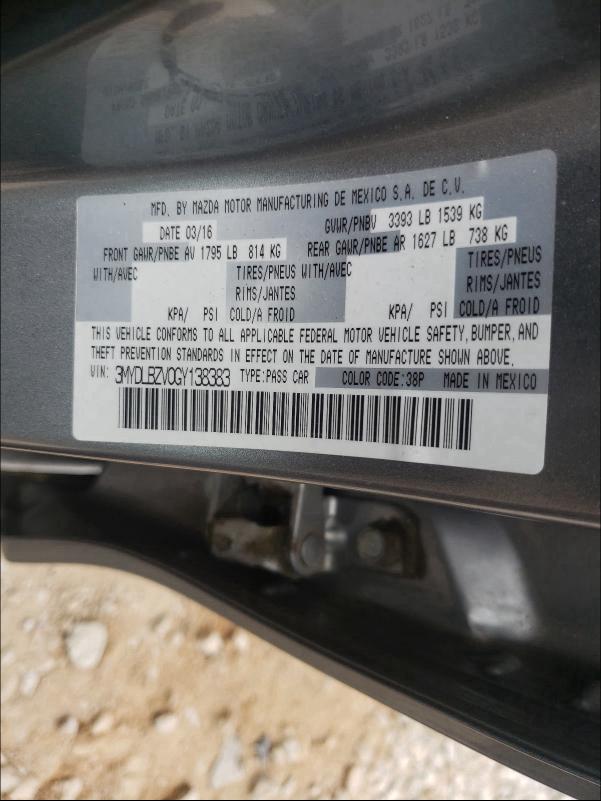 MFD. BY MAZDA MOTOR MANUFACTURING DE MEXICO S.A. DE C.V.
DATE 03/16 GVWR/PNBV 3393 LB 1539 KG
FRONT GAWR/PNBE AV 1795 LB 814 KG REAR GAWR/PNBE AR 1627 LB 738 KG
WITH/AVEC TIRES/PNEUS WITH/AVEC TIRES/PNEUS
RIMS/JANTES RIMS/JANTES
KPA/ PSI COLD/A FROID KPA/ PSI COLD/A FROID
THIS VEHICLE CONFORMS TO ALL APPLICABLE FEDERAL MOTOR VEHICLE SAFETY, BUMPER, AND
THEFT PREVENTION STANDARDS IN EFFECT ON THE DATE OF MANUFACTURE SHOWN ABOVE.
VIN: 3MYDLBZV0GY138383 TYPE:PASS CAR COLOR CODE:38P MADE IN MEXICO